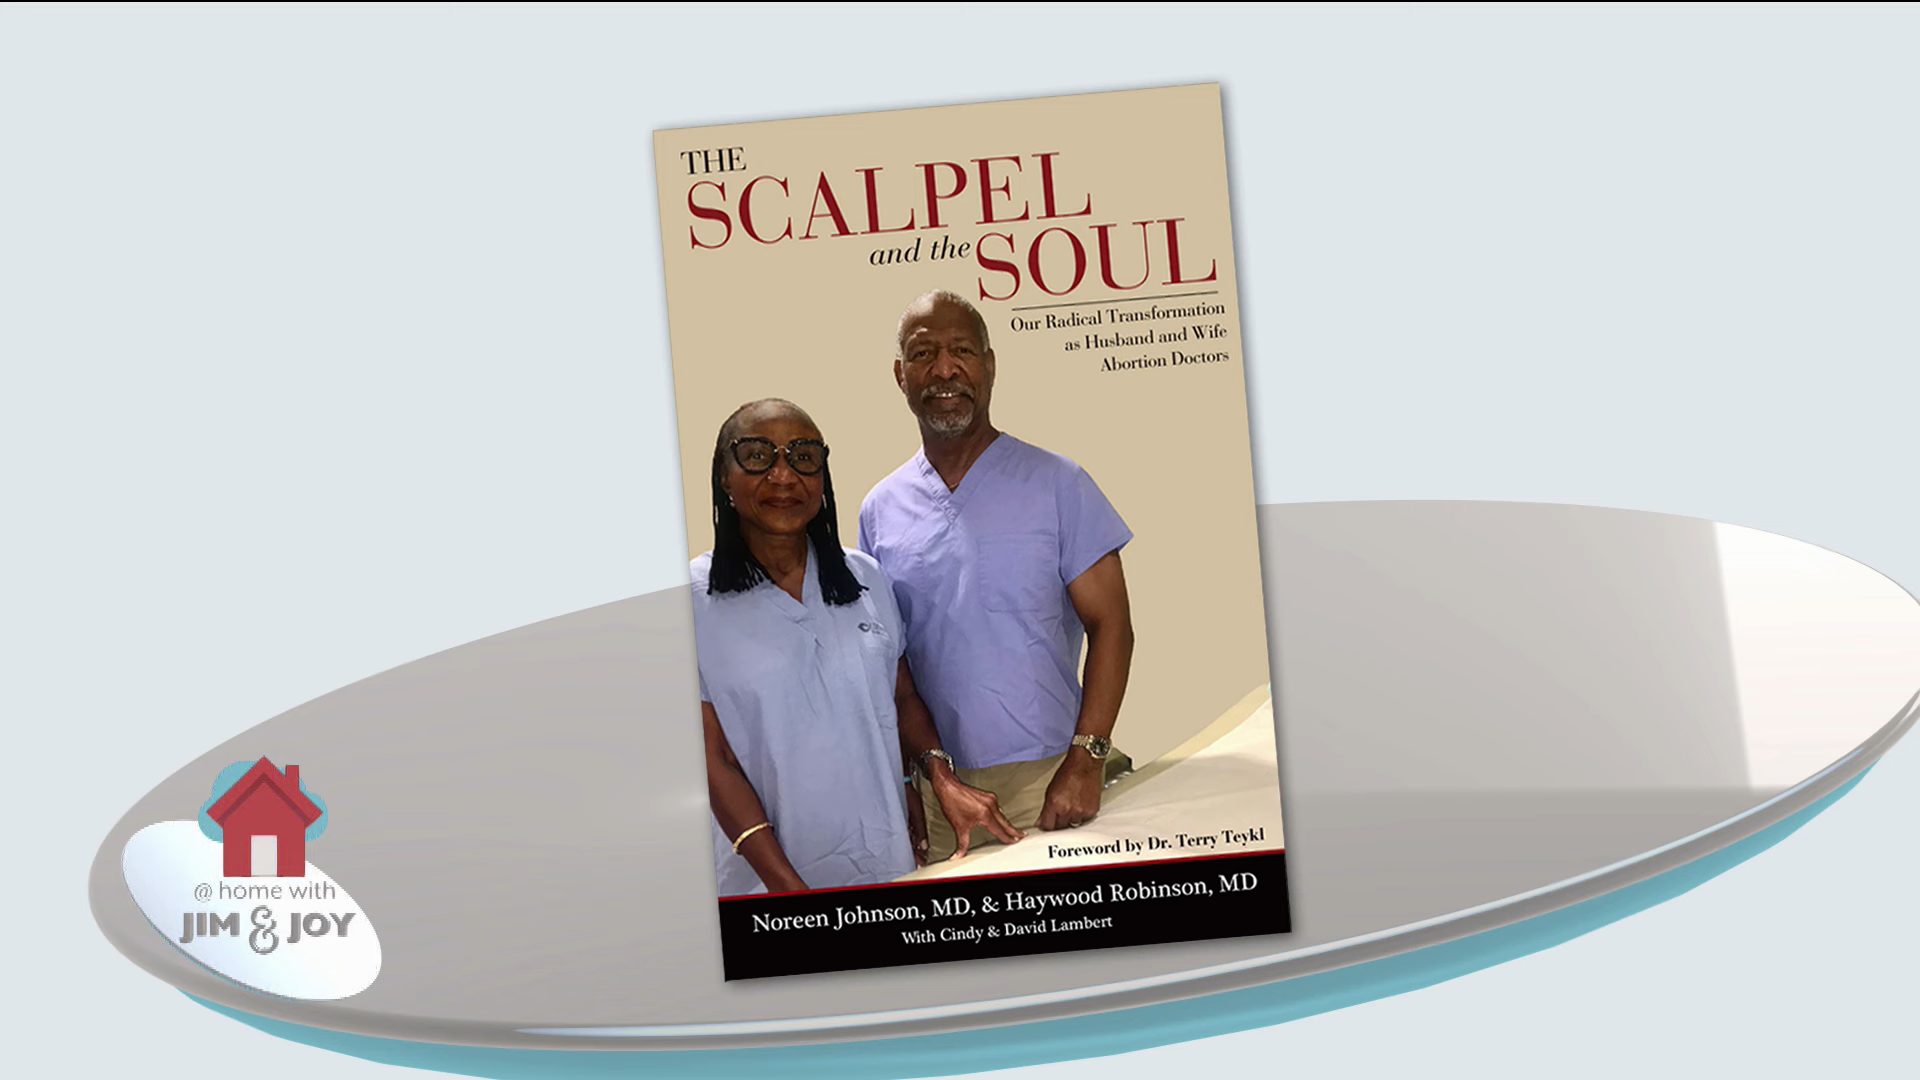 THE
SCALPEL
and the SOUL
Our Radical Transformation
as Husband and Wife
Abortion Doctors
Foreword by Dr. Terry Teykl
Noreen Johnson, MD, & Haywood Robinson, MD
With Cindy & David Lambert
@ home with
JIM & JOY